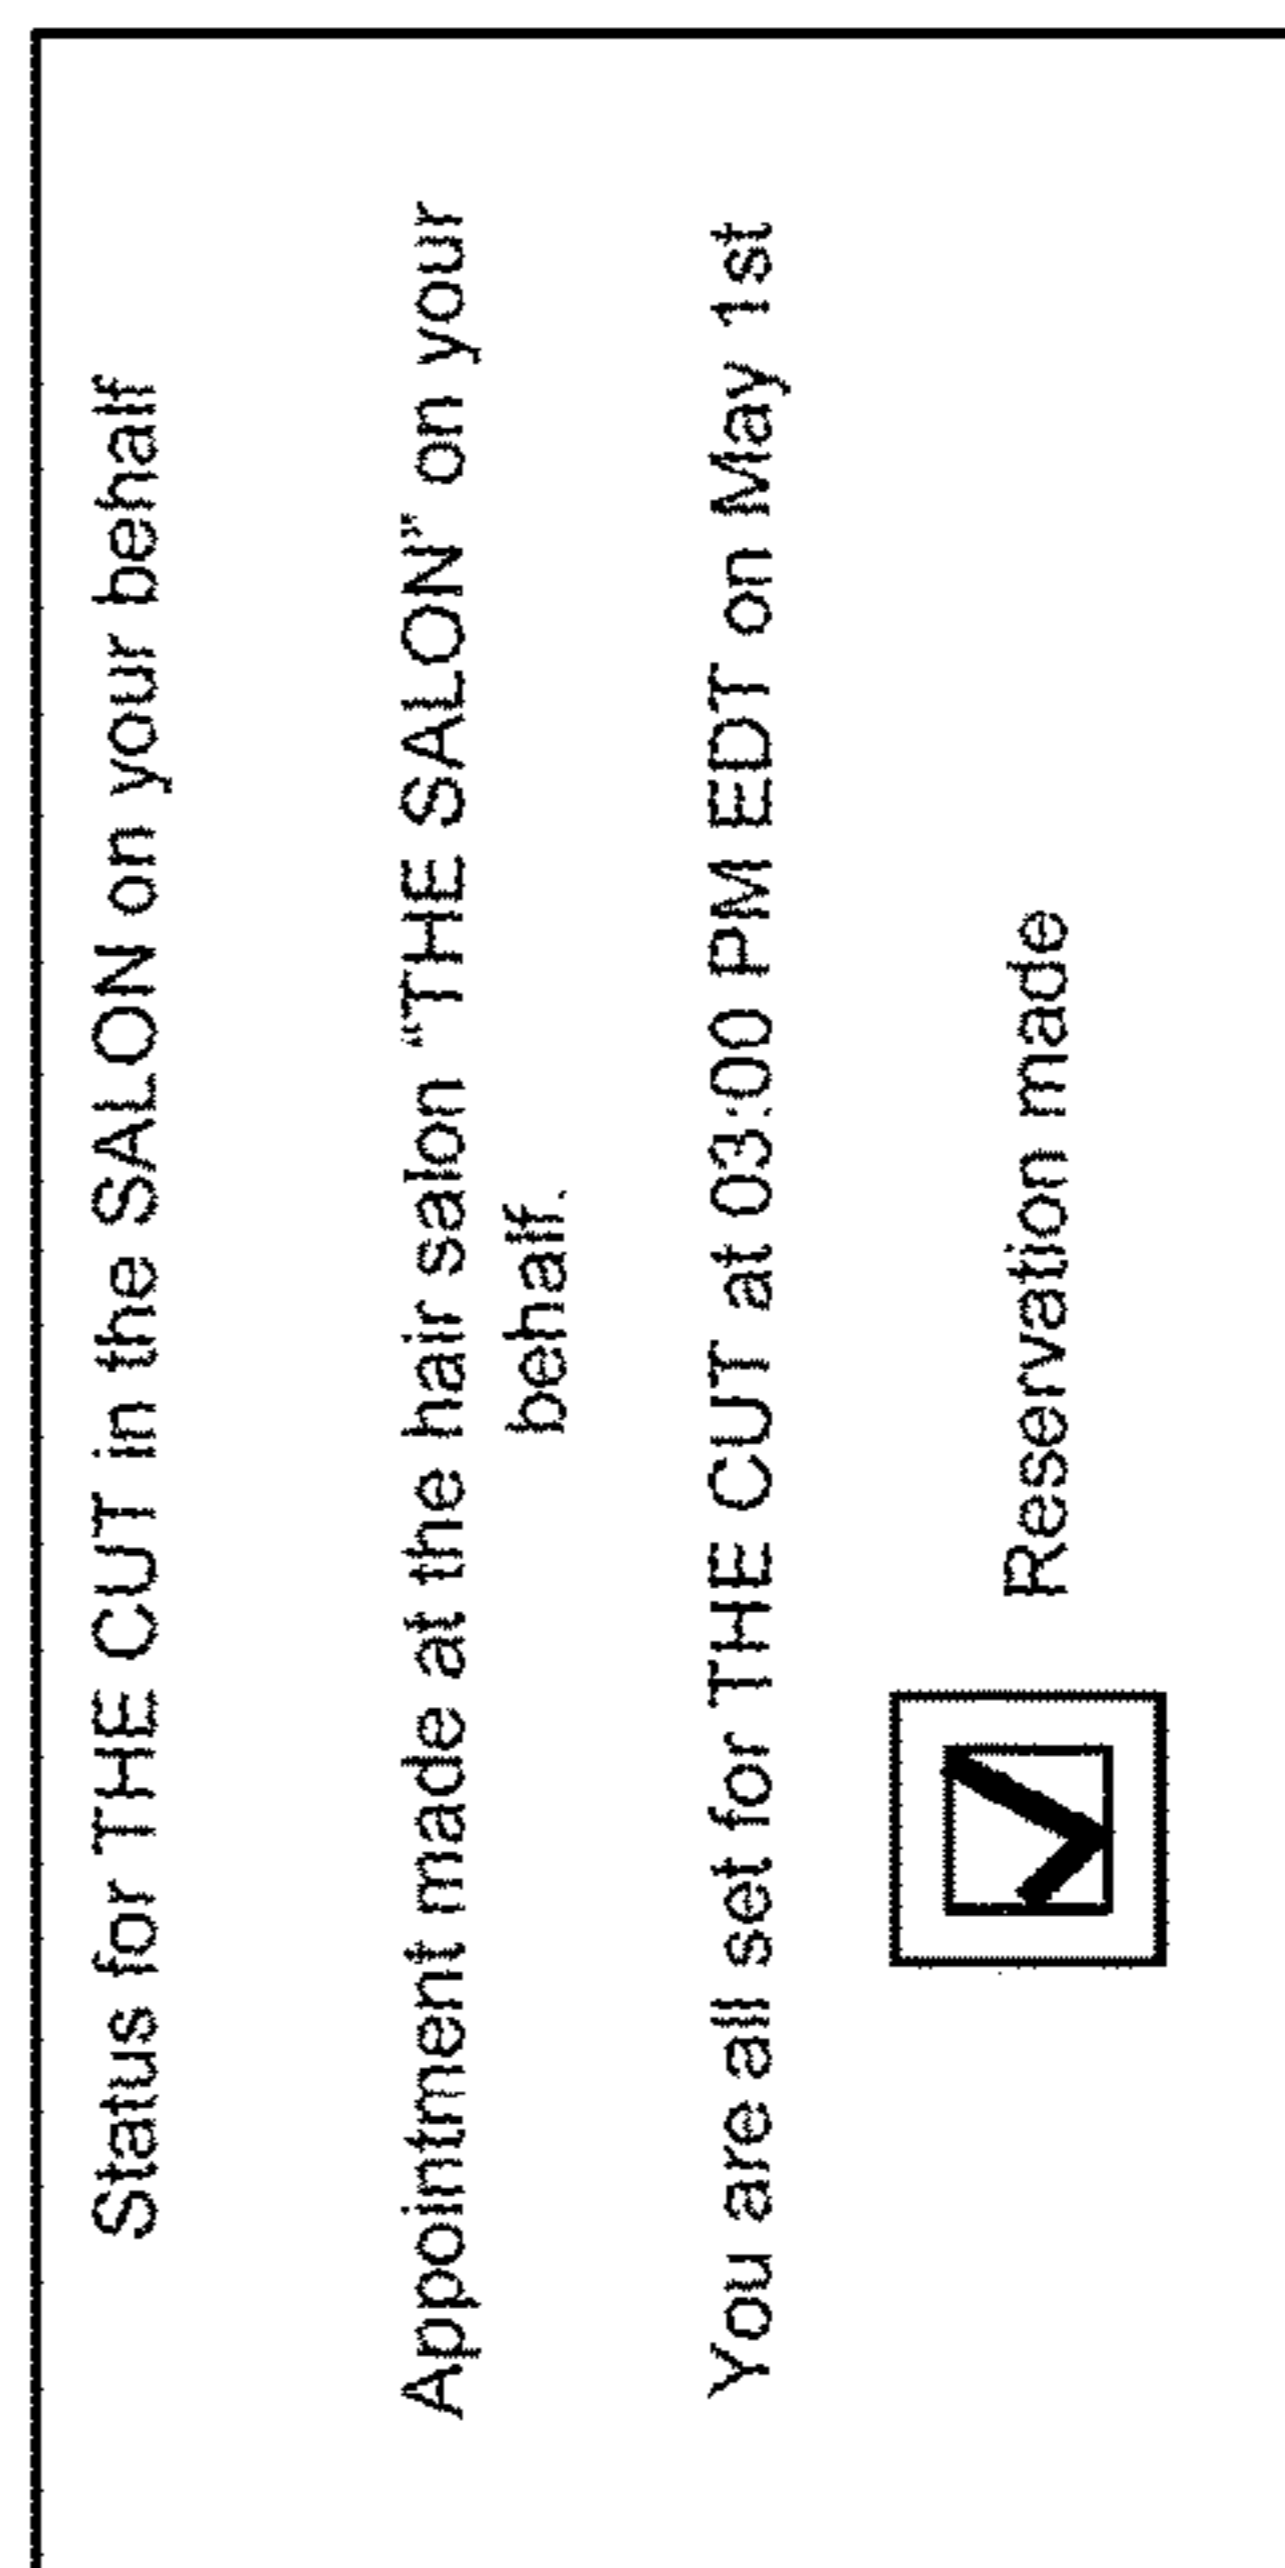 Status for THE CUT in the SALON on your behalf
Appointment made at the hair salon “THE SALON” on your
behalf.
You are all set for THE CUT at 03:00 PM EDT on May 1st
Reservation made